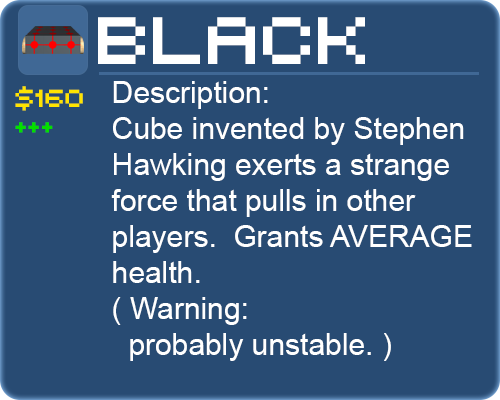 BLACK
$160
+++
Description:
Cube invented by Stephen
Hawking exerts a strange
force that pulls in other
players.  Grants AVERAGE
health.
( Warning:
probably unstable. )